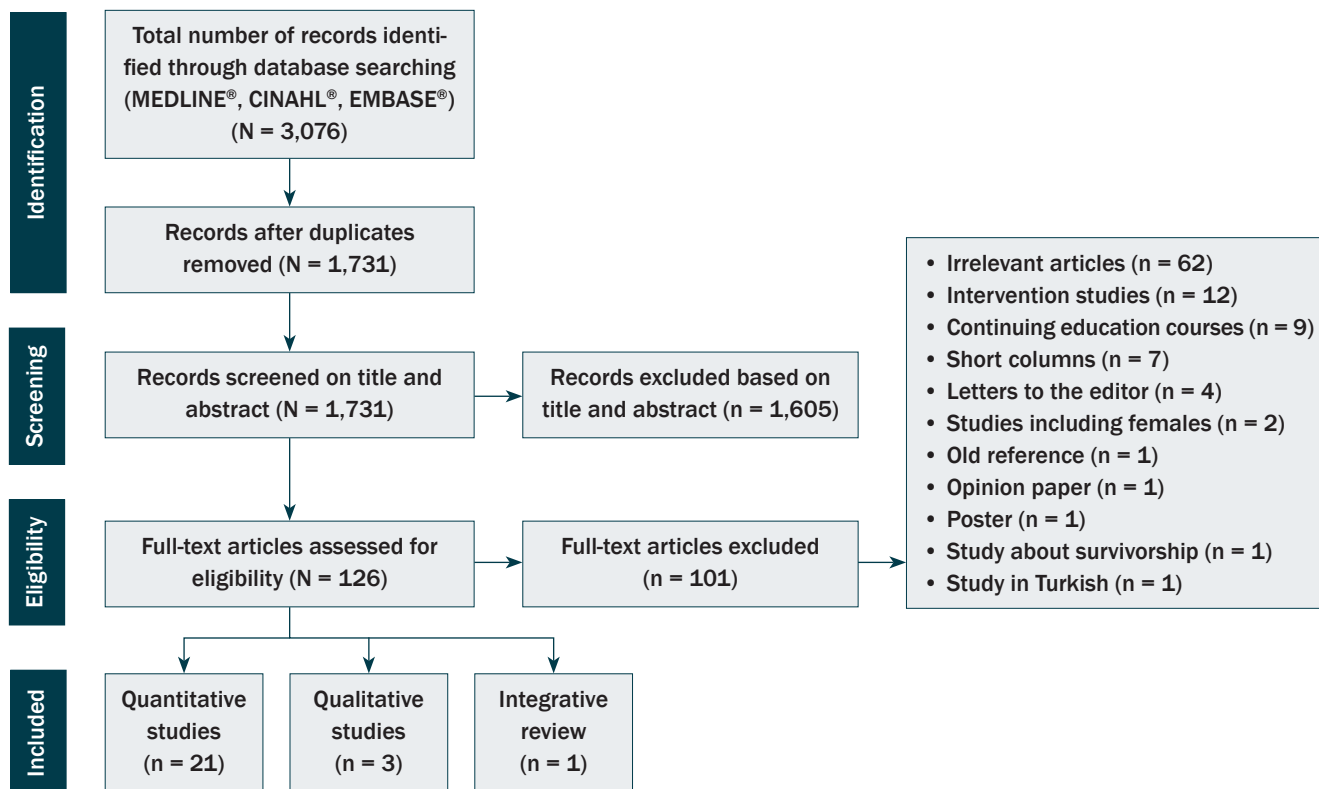 Identification
Total number of records identi-
fied through database searching
(MEDLINE®, CINAHL®, EMBASE®)
(N = 3,076)
Records after duplicates
removed (N = 1,731)
Screening
Records screened on title and
abstract (N = 1,731)
Records excluded based on
title and abstract (n = 1,605)
Eligibility
Full-text articles assessed for
eligibility (N = 126)
Full-text articles excluded
(n = 101)
• Irrelevant articles (n = 62)
• Intervention studies (n = 12)
• Continuing education courses (n = 9)
• Short columns (n = 7)
• Letters to the editor (n = 4)
• Studies including females (n = 2)
• Old reference (n = 1)
• Opinion paper (n = 1)
• Poster (n = 1)
• Study about survivorship (n = 1)
• Study in Turkish (n = 1)
Included
Quantitative
studies
(n = 21)
Qualitative
studies
(n = 3)
Integrative
review
(n = 1)